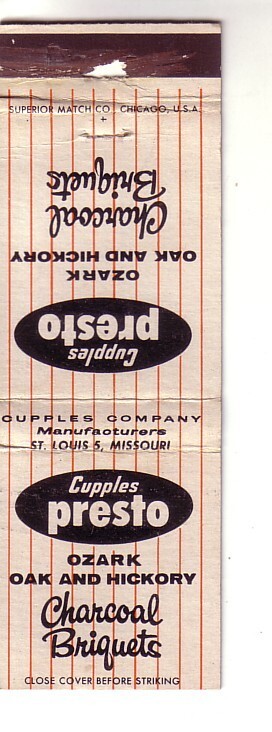 SUPERIOR MATCH CO. CHICAGO, U.S.A.
Cupples
presto
OZARK
OAK AND HICKORY
Charcoal
Briquets
CUPPLES COMPANY
Manufacturers
ST. LOUIS 5, MISSOURI
Cupples
presto
OZARK
OAK AND HICKORY
Charcoal
Briquets
CLOSE COVER BEFORE STRIKING